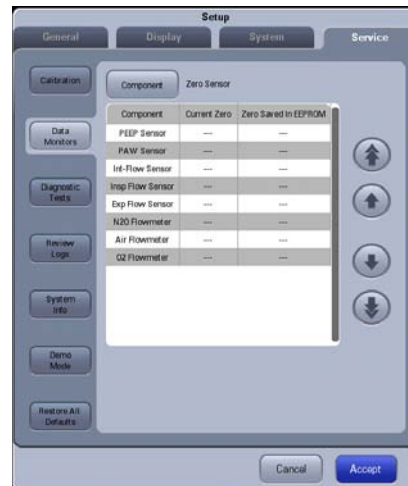 Setup
General Display System Service
Calibration
Component Zero Sensor
Component Current Zero Zero Saved In EEPROM
PEEP Sensor --- ---
PAW Sensor --- ---
Inf-Flow Sensor --- ---
Insp Flow Sensor --- ---
Exp Flow Sensor --- ---
N2O Flowmeter --- ---
Air Flowmeter --- ---
O2 Flowmeter --- ---
Data
Monitors
Diagnostic
Tests
Review
Logs
System
Info
Demo
Mode
Restore All
Defaults
Cancel Accept